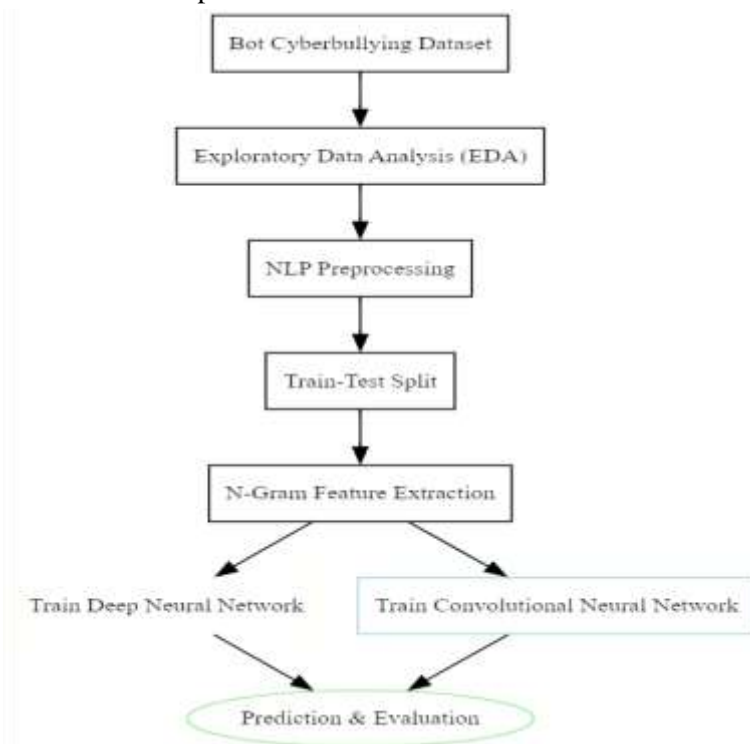 Bot Cyberbullying Dataset
Exploratory Data Analysis (EDA)
NLP Preprocessing
Train-Test Split
N-Gram Feature Extraction
Train Deep Neural Network
Train Convolutional Neural Network
Prediction & Evaluation